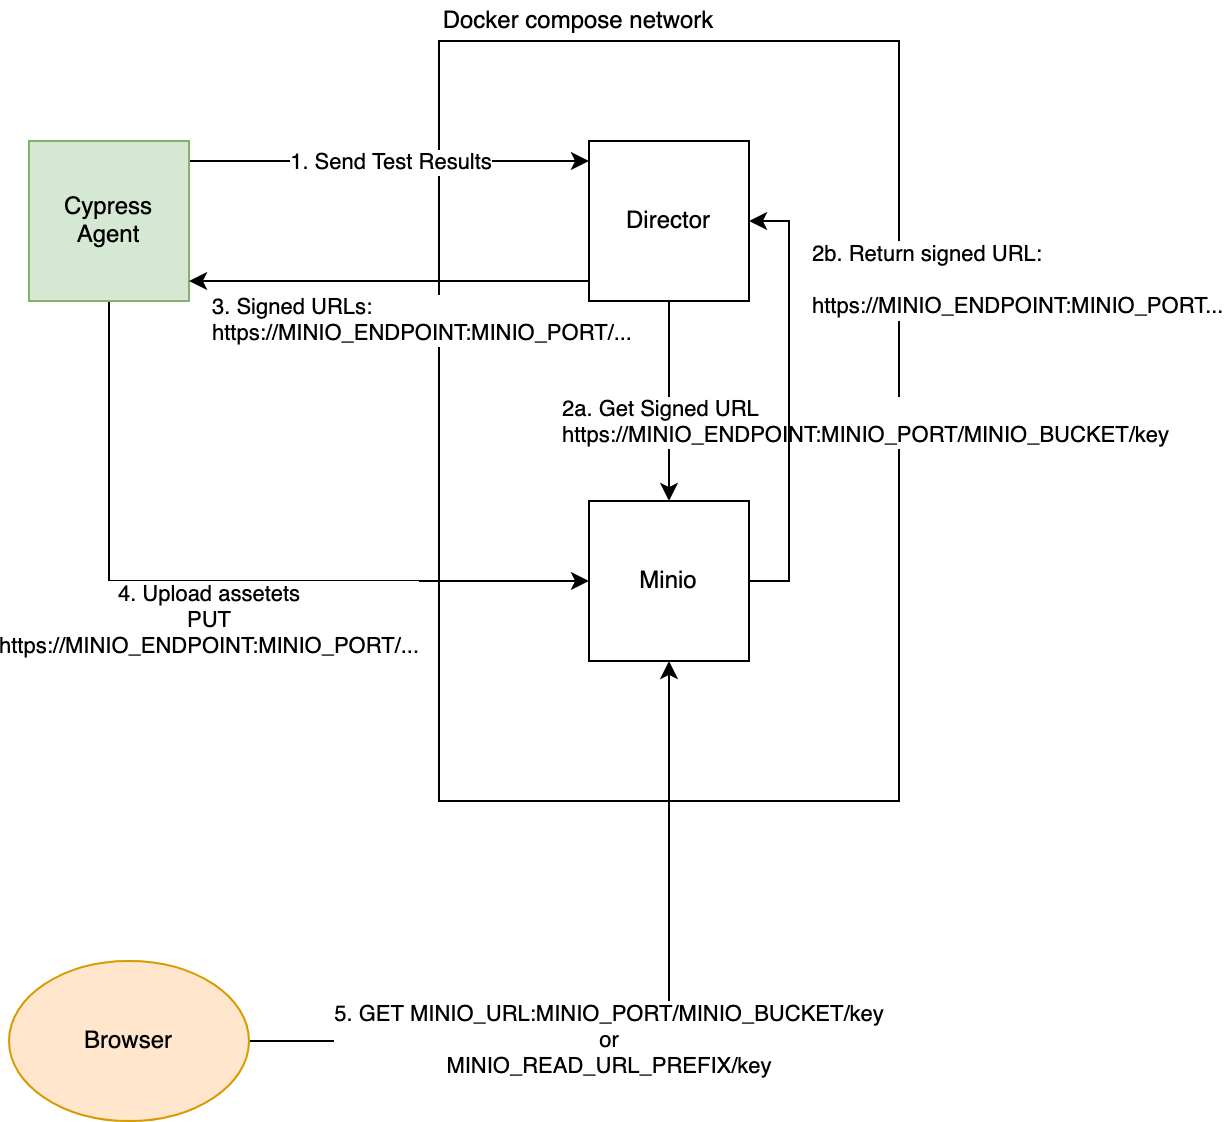 Docker compose network
Cypress
Agent
1. Send Test Results
Director
2b. Return signed URL:
https://MINIO_ENDPOINT:MINIO_PORT...
3. Signed URLs:
https://MINIO_ENDPOINT:MINIO_PORT/...
2a. Get Signed URL
https://MINIO_ENDPOINT:MINIO_PORT/MINIO_BUCKET/key
Minio
4. Upload assetets
PUT
https://MINIO_ENDPOINT:MINIO_PORT/...
Browser
5. GET MINIO_URL:MINIO_PORT/MINIO_BUCKET/key
or
MINIO_READ_URL_PREFIX/key